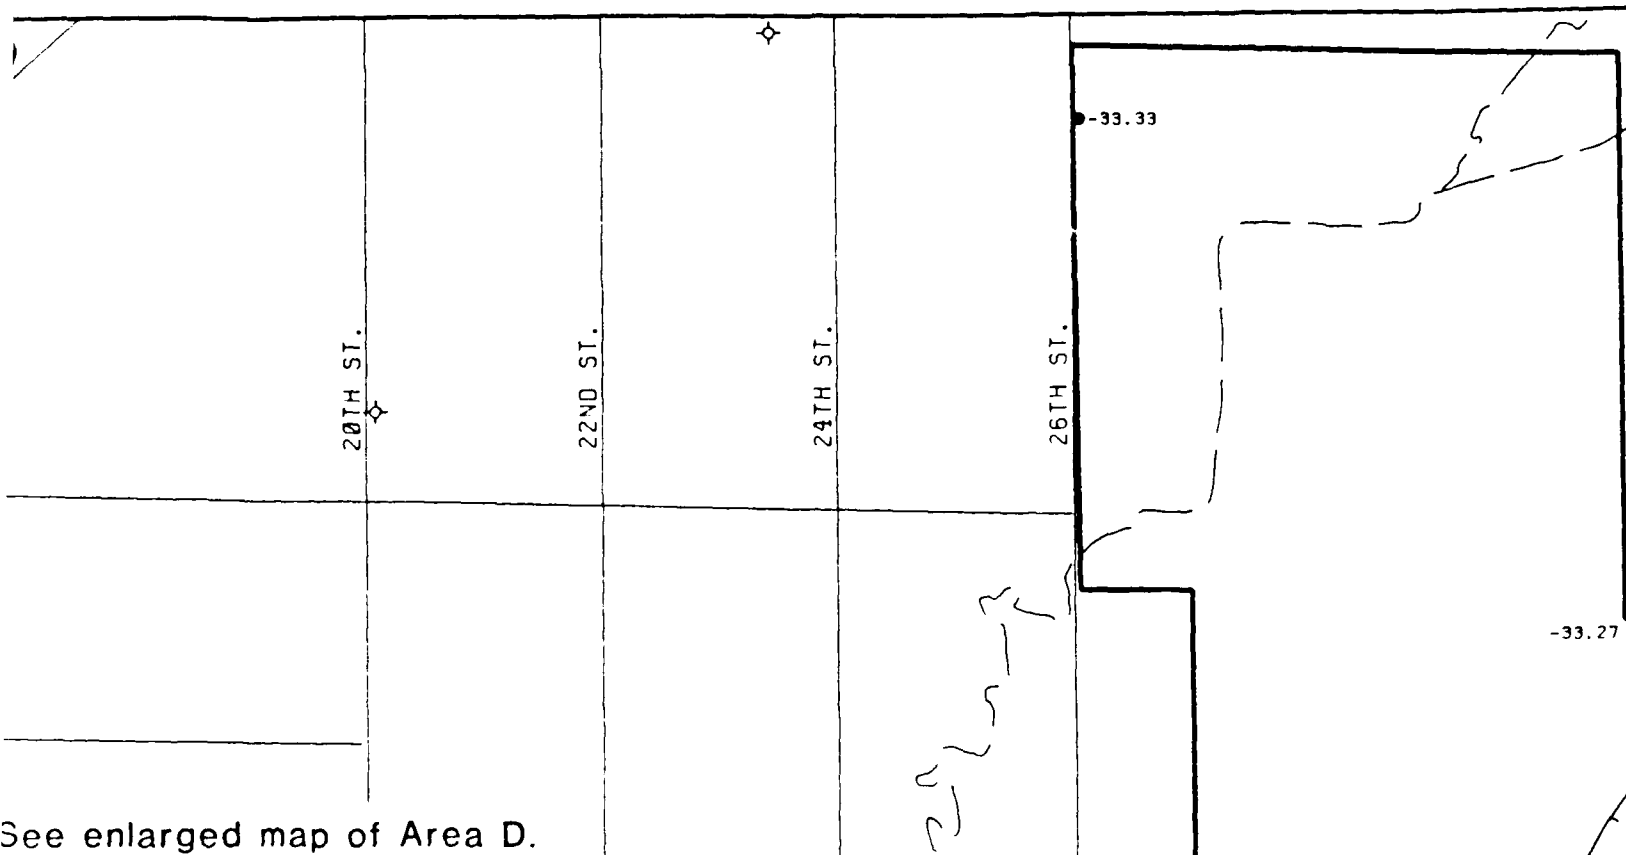 -33.33
20TH ST.
22ND ST.
24TH ST.
26TH ST.
-33.27
See enlarged map of Area D.